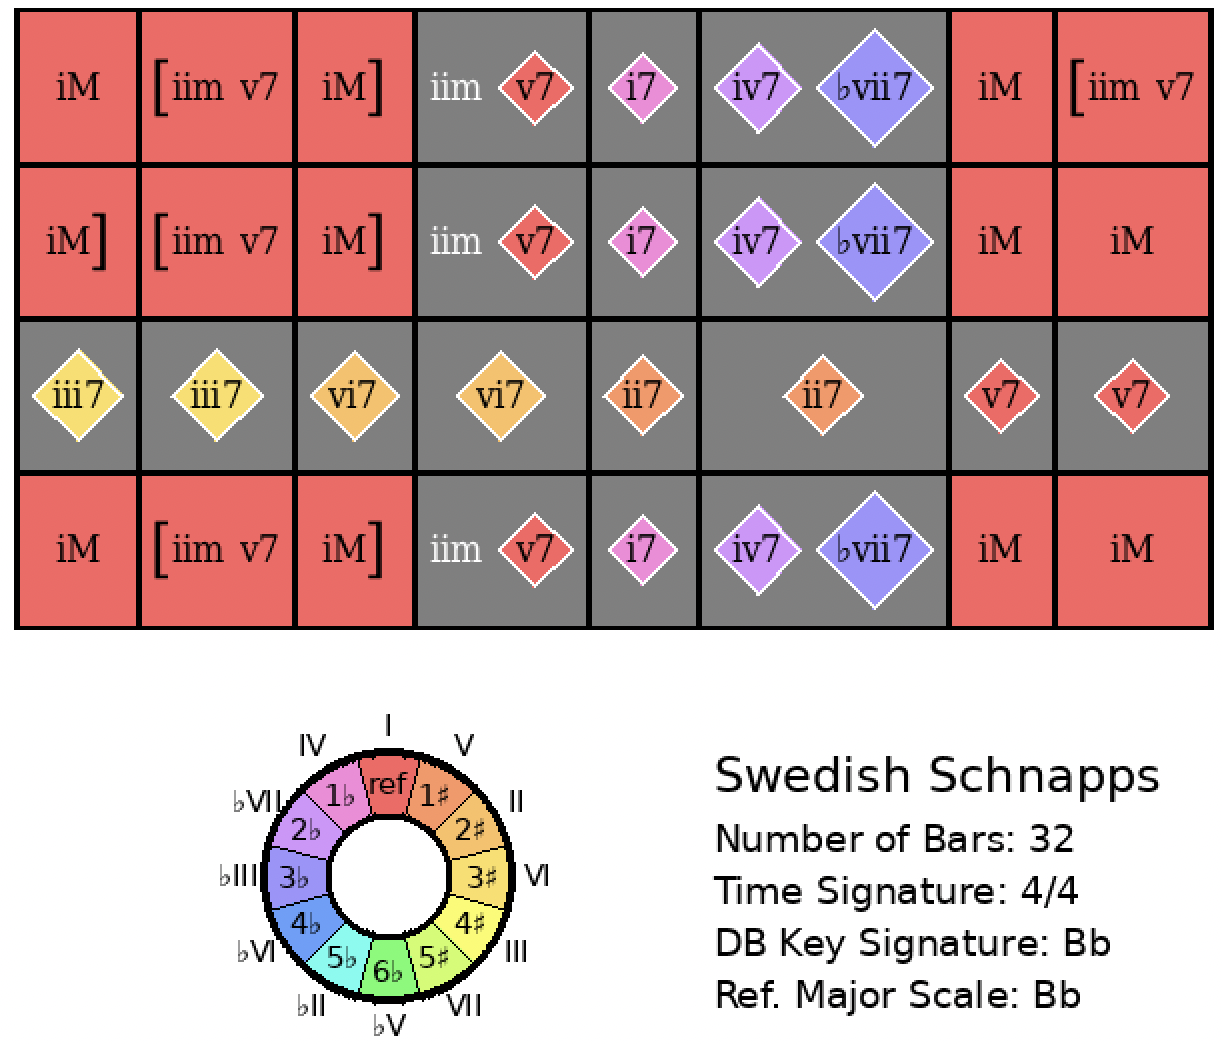 iM [iim v7 iM] iim v7 i7 iv7 ♭vii7 iM [iim v7
iM] [iim v7 iM] iim v7 i7 iv7 ♭vii7 iM iM
iii7 iii7 vi7 vi7 ii7 ii7 v7 v7
iM [iim v7 iM] iim v7 i7 iv7 ♭vii7 iM iM
I
IV V
ref
1♭ 1♯
♭VII II
2♭ 2♯
♭III 3♭ 3♯ VI
4♭ 4♯
♭VI III
5♭ 5♯
6♭
♭II VII
♭V
Swedish Schnapps
Number of Bars: 32
Time Signature: 4/4
DB Key Signature: Bb
Ref. Major Scale: Bb